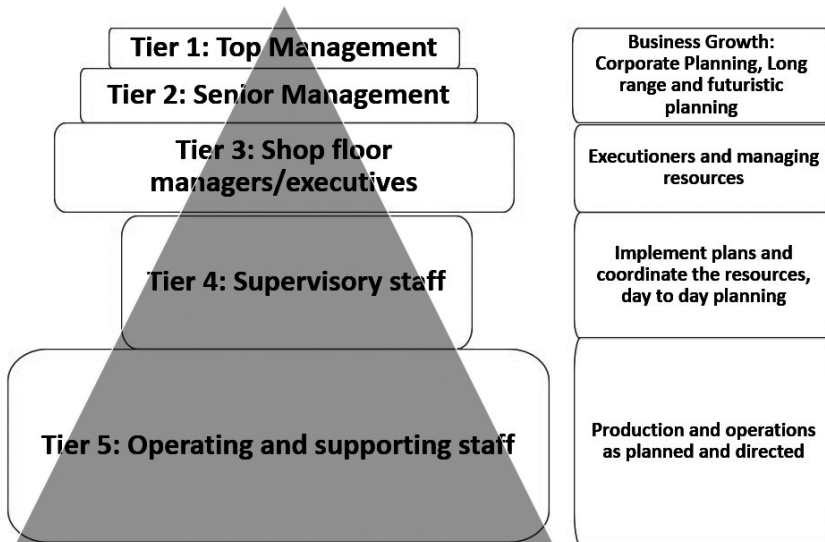 Tier 1: Top Management
Business Growth:
Corporate Planning, Long
range and futuristic
planning
Tier 2: Senior Management
Tier 3: Shop floor
managers/executives
Executioners and managing
resources
Tier 4: Supervisory staff
Implement plans and
coordinate the resources,
day to day planning
Tier 5: Operating and supporting staff
Production and operations
as planned and directed